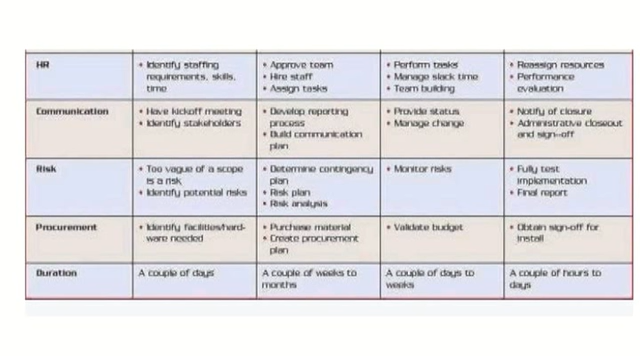 HR
• Identify staffing
requirements, skills,
time
• Approve team
• Hire staff
• Assign tasks
• Perform tasks
• Manage slack time
• Team building
• Reassign resources
• Performance
evaluation
Communication
• Have kickoff meeting
• Identify stakeholders
• Develop reporting
process
• Build communication
plan
• Provide status
• Manage change
• Notify of closure
• Administrative closeout
and sign-off
Risk
• Too vague of a scope
is a risk
• Identify potential risks
• Determine contingency
plan
• Risk plan
• Risk analysis
• Monitor risks
• Fully test
implementation
• Final report
Procurement
• Identify facilities/hard-
ware needed
• Purchase material
• Create procurement
plan
• Validate budget
• Obtain sign-off for
install
Duration
A couple of days
A couple of weeks to
months
A couple of days to
weeks
A couple of hours to
days